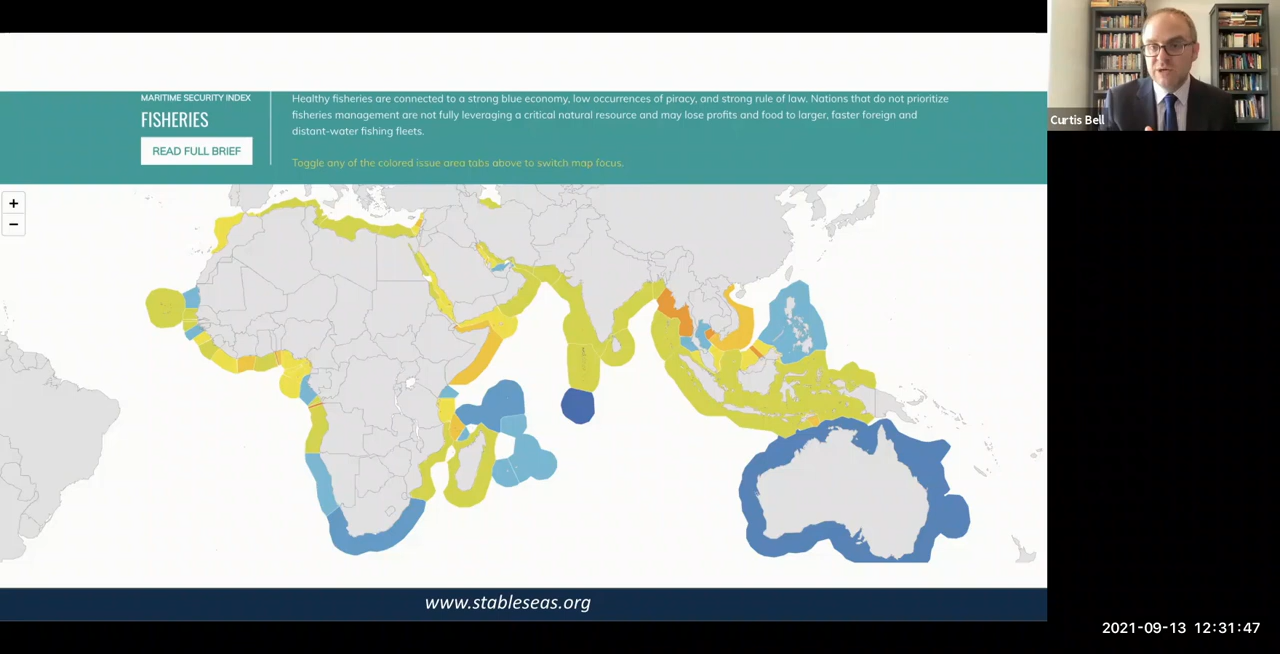 MARITIME SECURITY INDEX
FISHERIES
READ FULL BRIEF
Healthy fisheries are connected to a strong blue economy, low occurrences of piracy, and strong rule of law. Nations that do not prioritize
fisheries management are not fully leveraging a critical natural resource and may lose profits and food to larger, faster foreign and
distant-water fishing fleets.
Toggle any of the colored issue area tabs above to switch map focus.
+
−
Curtis Bell
www.stableseas.org
2021-09-13 12:31:47